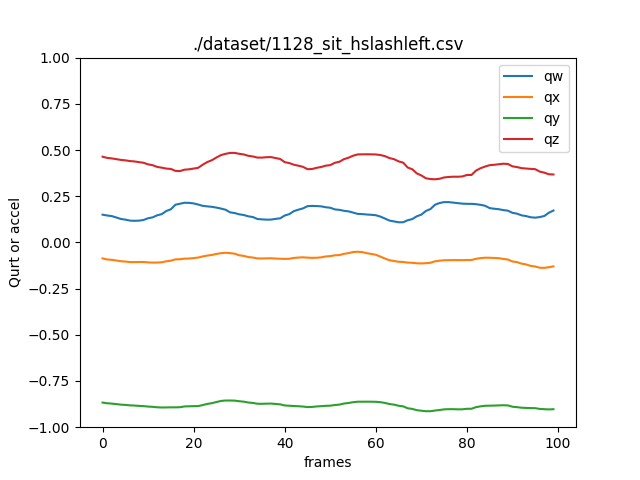 ./dataset/1128_sit_hslashleft.csv
1.00
0.75
0.50
0.25
0.00
−0.25
−0.50
−0.75
−1.00
Qurt or accel
qw
qx
qy
qz
0 20 40 60 80 100
frames